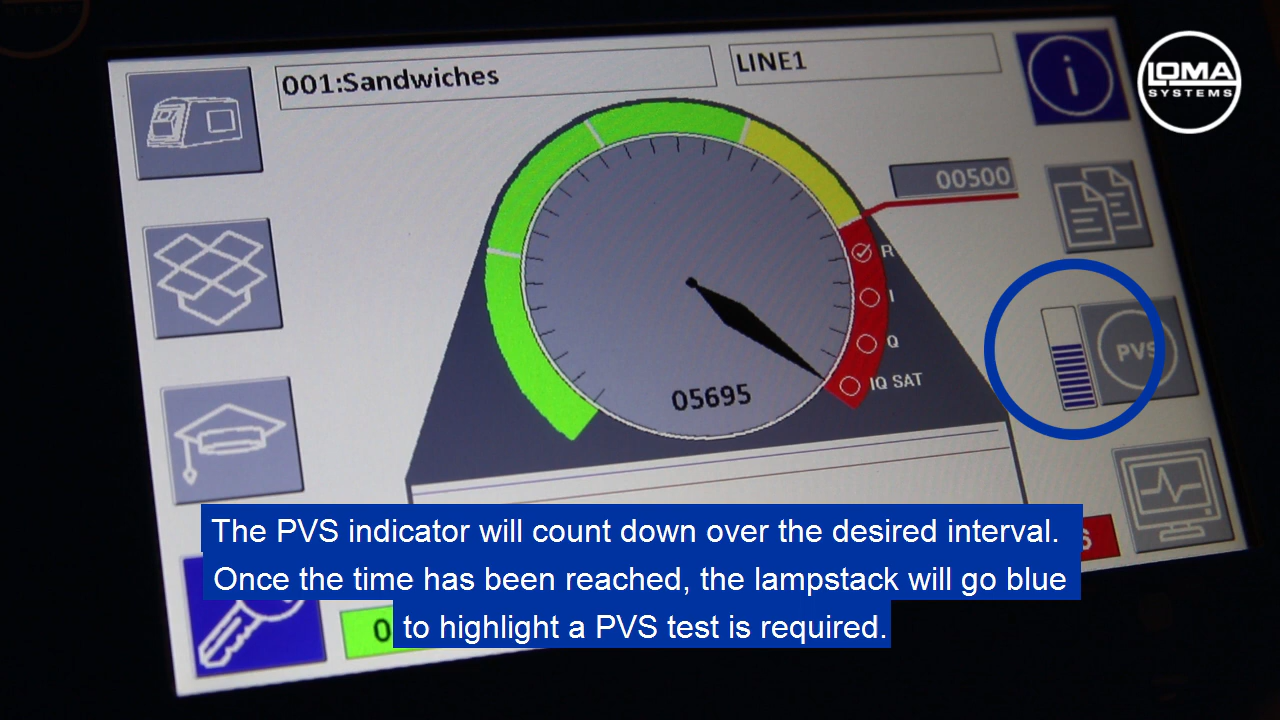 001:Sandwiches
LINE1
i
LOMA
SYSTEMS
00500
R
I
Q
IQ SAT
PVS
05695
The PVS indicator will count down over the desired interval.
Once the time has been reached, the lampstack will go blue
to highlight a PVS test is required.
S
0